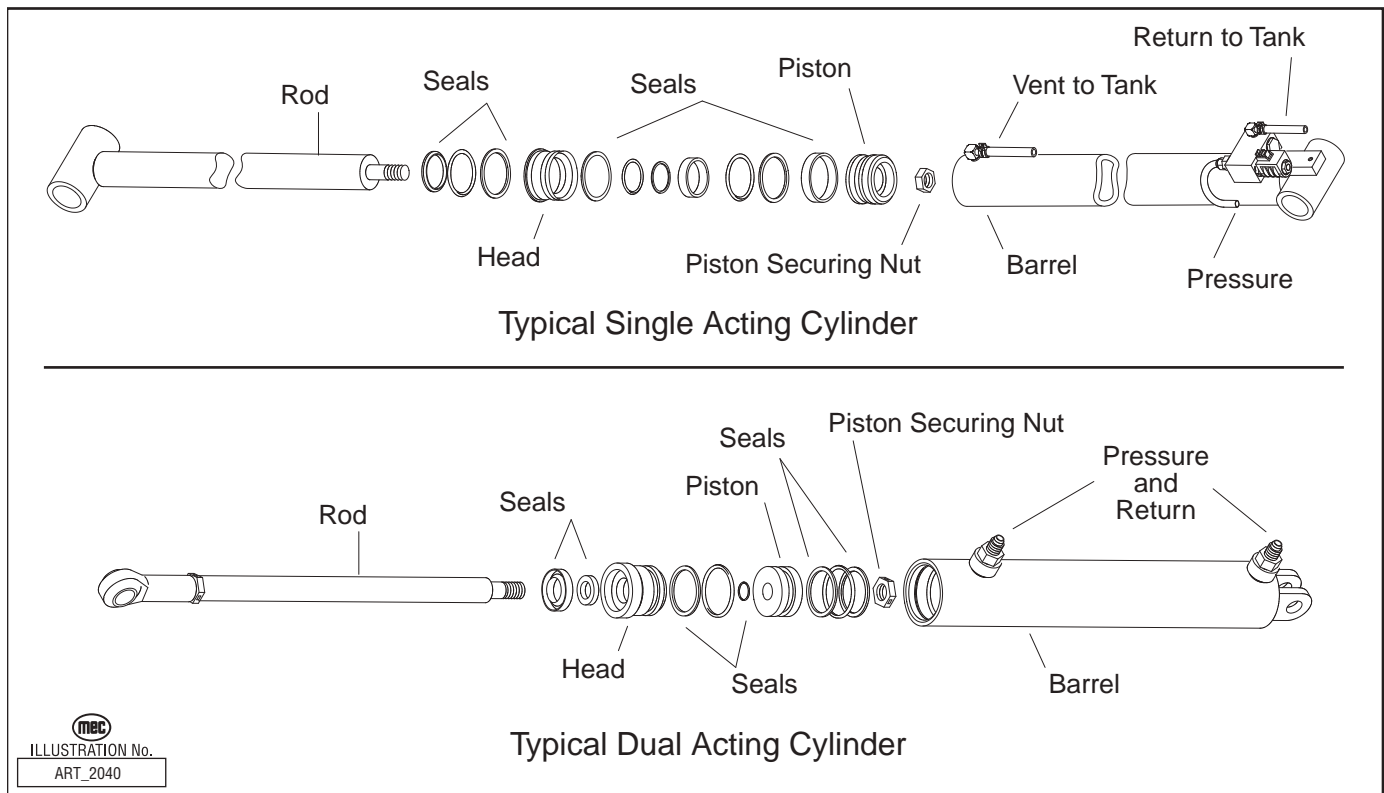 Return to Tank
Piston
Vent to Tank
Seals
Seals
Rod
Head
Piston Securing Nut
Barrel
Pressure
Typical Single Acting Cylinder
Piston Securing Nut
Seals
Pressure
and
Return
Piston
Seals
Rod
Head
Seals
Barrel
Typical Dual Acting Cylinder
mec
ILLUSTRATION No.
ART_2040